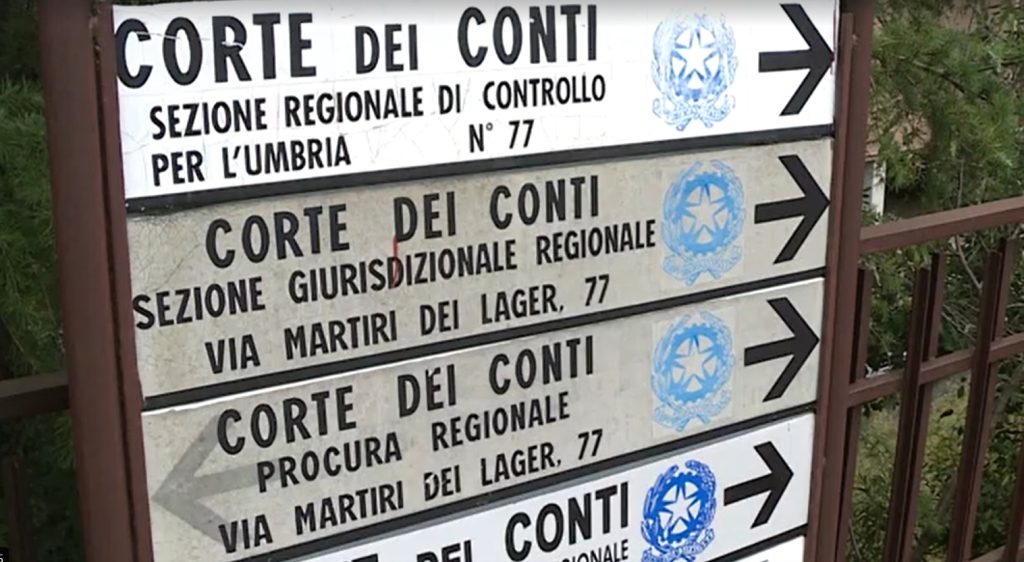 CORTE DEI CONTI
SEZIONE REGIONALE DI CONTROLLO
PER L'UMBRIA N° 77
CORTE DEI CONTI
SEZIONE GIURISDIZIONALE REGIONALE
VIA MARTIRI DEI LAGER, 77
CORTE DEI CONTI
PROCURA REGIONALE
VIA MARTIRI DEI LAGER, 77
DEI CONTI